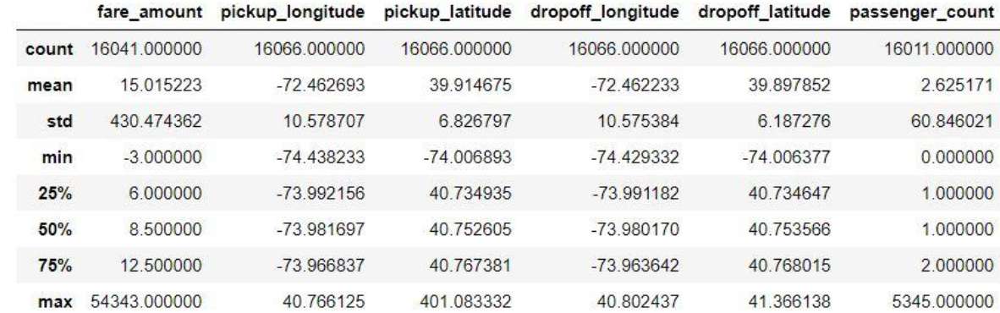 fare_amount pickup_longitude pickup_latitude dropoff_longitude dropoff_latitude passenger_count
count 16041.000000 16066.000000 16066.000000 16066.000000 16066.000000 16011.000000
mean 15.015223 -72.462693 39.914675 -72.462233 39.897852 2.625171
std 430.474362 10.578707 6.826797 10.575384 6.187276 60.846021
min -3.000000 -74.438233 -74.006893 -74.429332 -74.006377 0.000000
25% 6.000000 -73.992156 40.734935 -73.991182 40.734647 1.000000
50% 8.500000 -73.981697 40.752605 -73.980170 40.753566 1.000000
75% 12.500000 -73.966837 40.767381 -73.963642 40.768015 2.000000
max 54343.000000 40.766125 401.083332 40.802437 41.366138 5345.000000